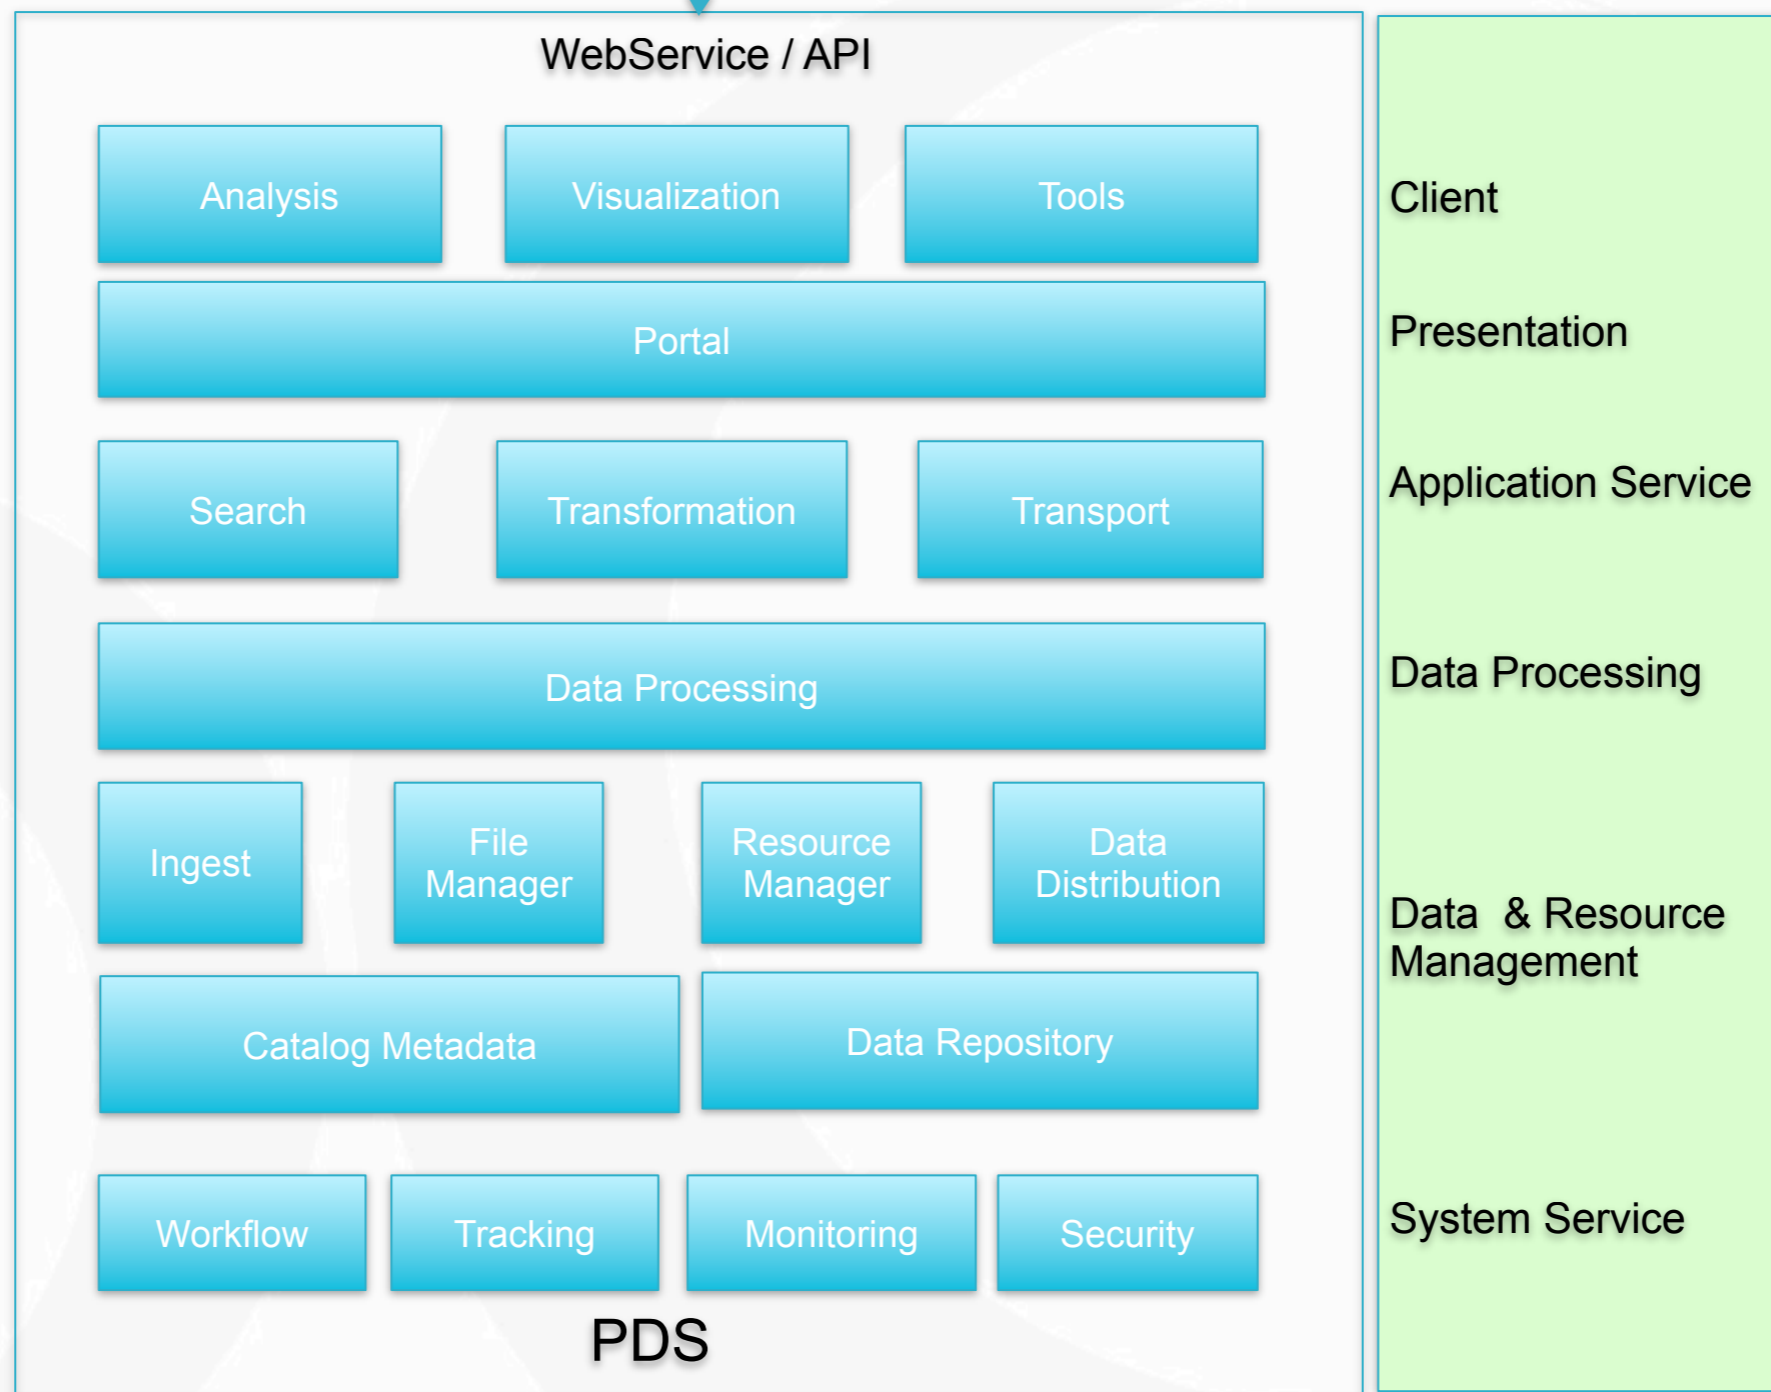 WebService / API
Analysis
Visualization
Tools
Client
Portal
Presentation
Search
Transformation
Transport
Application Service
Data Processing
Data Processing
Ingest
File
Manager
Resource
Manager
Data
Distribution
Data & Resource
Management
Catalog Metadata
Data Repository
Workflow
Tracking
Monitoring
Security
System Service
PDS